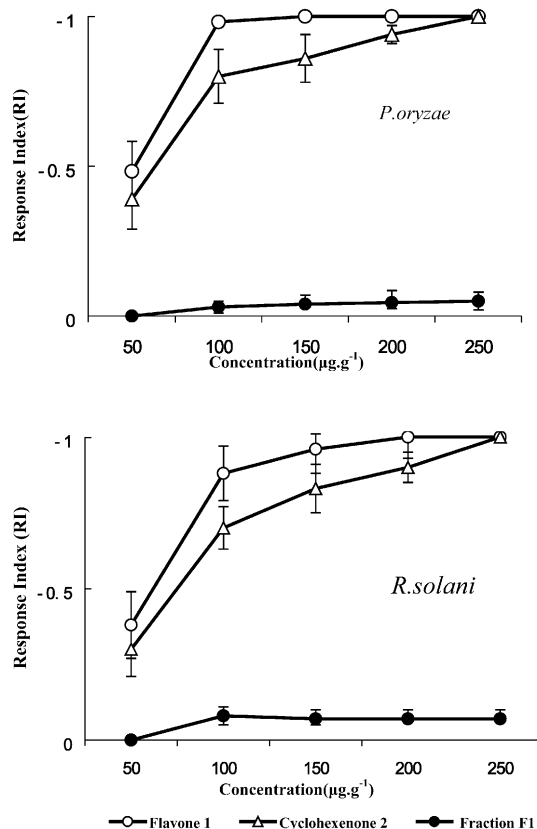 -1
-0.5
0
Response Index(RI)
P.oryzae
50 100 150 200 250
Concentration(µg.g-1)
-1
-0.5
0
Response Index (RI)
R.solani
50 100 150 200 250
Concentration(µg.g-1)
Flavone 1 Cyclohexenone 2 Fraction F1